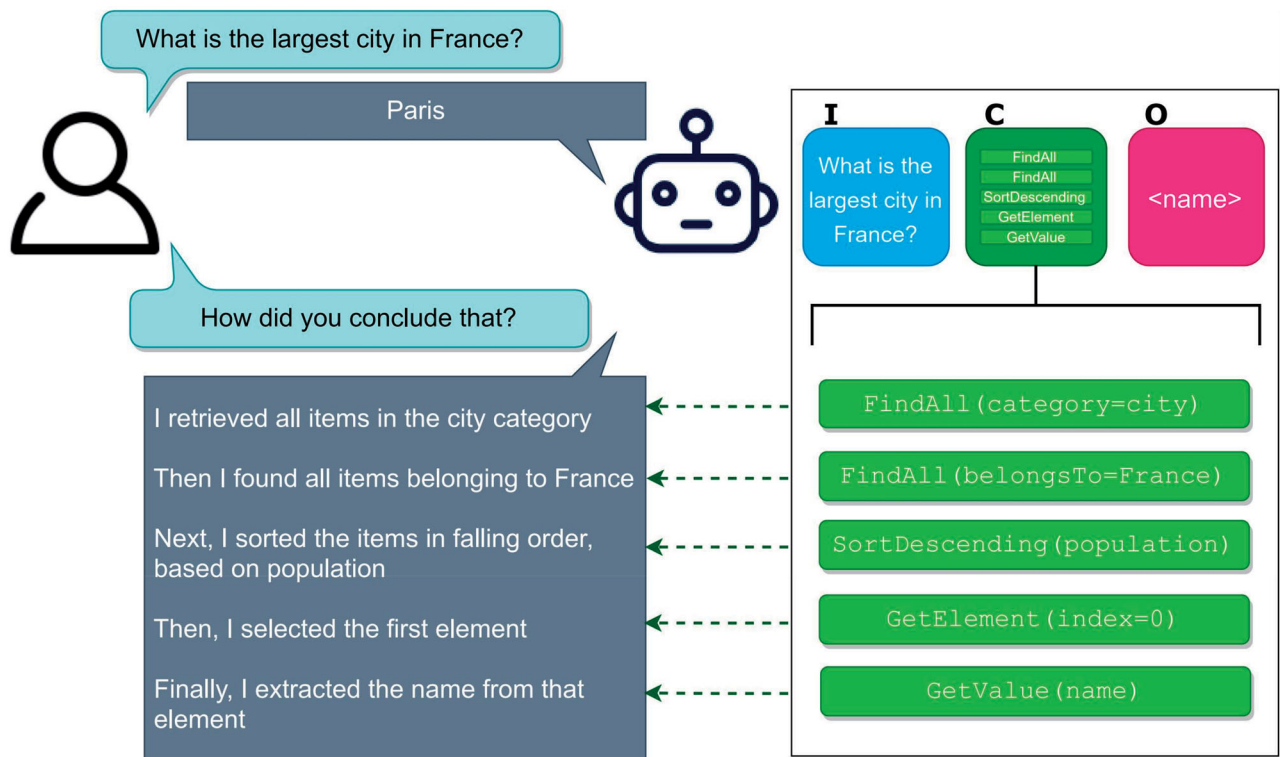 What is the largest city in France?
Paris
How did you conclude that?
I retrieved all items in the city category
Then I found all items belonging to France
Next, I sorted the items in falling order,
based on population
Then, I selected the first element
Finally, I extracted the name from that
element
I
C
O
What is the
largest city in
France?
FindAll
FindAll
SortDescending
GetElement
GetValue
<name>
FindAll(category=city)
FindAll(belongsTo=France)
SortDescending(population)
GetElement(index=0)
GetValue(name)